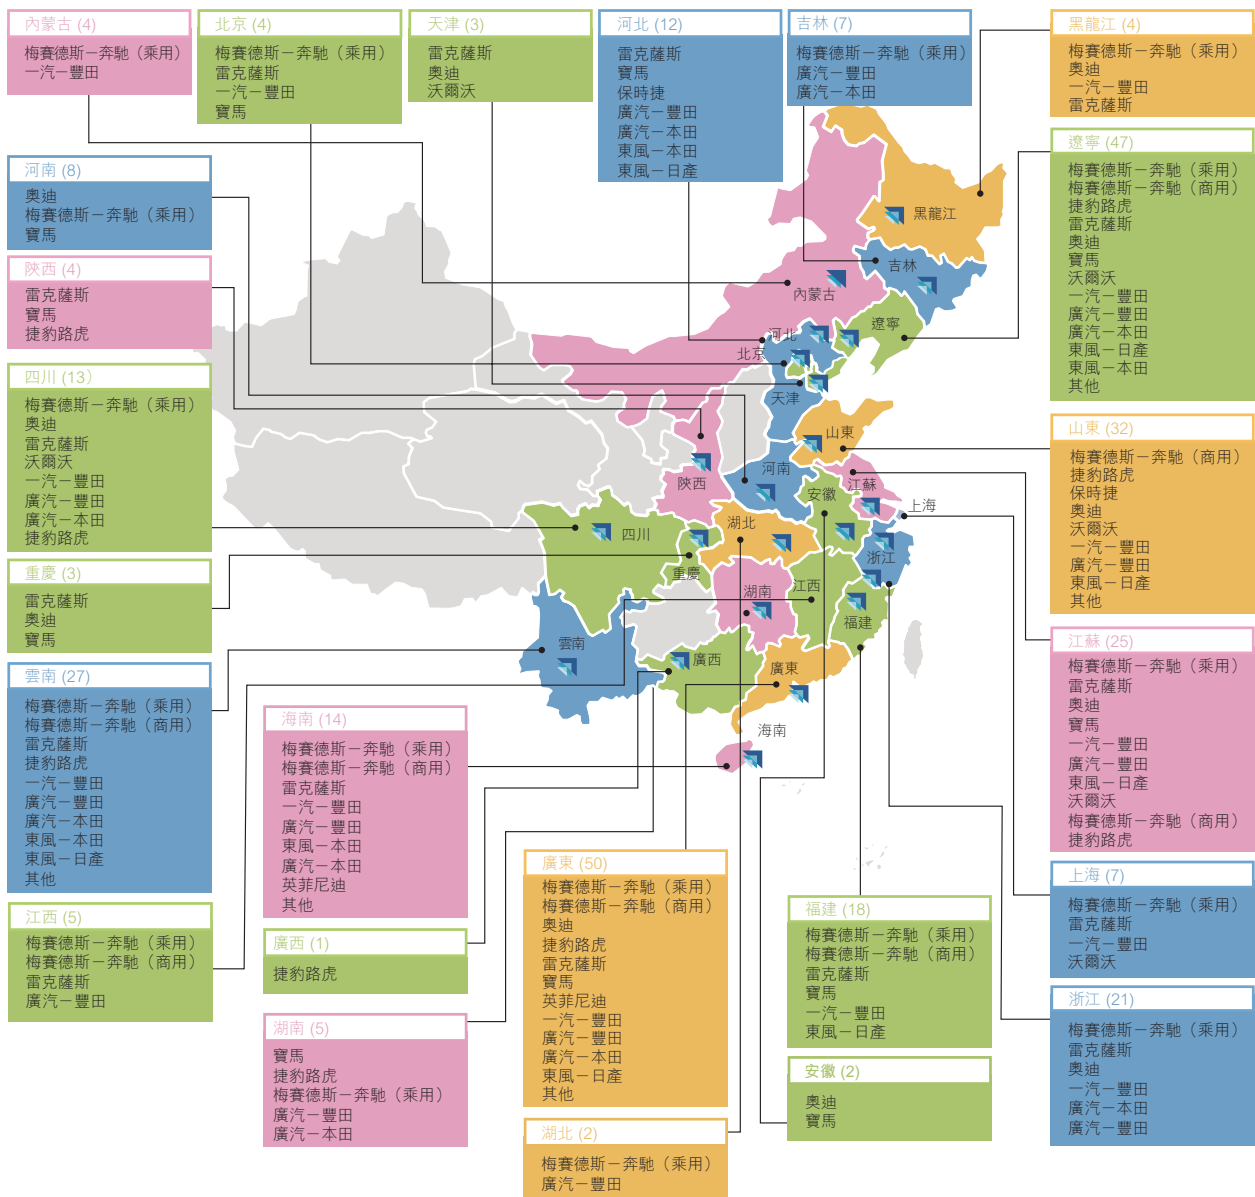 內蒙古 (4)
梅賽德斯－奔馳（乘用）
一汽－豐田
北京 (4)
梅賽德斯－奔馳（乘用）
雷克薩斯
一汽－豐田
寶馬
天津 (3)
雷克薩斯
奧迪
沃爾沃
河北 (12)
雷克薩斯
寶馬
保時捷
廣汽－豐田
廣汽－本田
東風－本田
東風－日產
吉林 (7)
梅賽德斯－奔馳（乘用）
廣汽－豐田
廣汽－本田
黑龍江 (4)
梅賽德斯－奔馳（乘用）
奧迪
一汽－豐田
雷克薩斯
河南 (8)
奧迪
梅賽德斯－奔馳（乘用）
寶馬
陝西 (4)
雷克薩斯
寶馬
捷豹路虎
四川 (13）
梅賽德斯－奔馳（乘用）
奧迪
雷克薩斯
沃爾沃
一汽－豐田
廣汽－豐田
廣汽－本田
捷豹路虎
重慶 (3)
雷克薩斯
奧迪
寶馬
雲南 (27)
梅賽德斯－奔馳（乘用）
梅賽德斯－奔馳（商用）
雷克薩斯
捷豹路虎
一汽－豐田
廣汽－豐田
廣汽－本田
東風－本田
東風－日產
其他
江西 (5)
梅賽德斯－奔馳（乘用）
梅賽德斯－奔馳（商用）
雷克薩斯
廣汽－豐田
黑龍江
吉林
內蒙古
遼寧
河北
北京
天津
山東
河南
陝西
安徽
江蘇
上海
湖北
四川
浙江
重慶
湖南
江西
福建
雲南
廣西
廣東
海南
海南 (14)
梅賽德斯－奔馳（乘用）
梅賽德斯－奔馳（商用）
雷克薩斯
一汽－豐田
廣汽－豐田
東風－本田
廣汽－本田
英菲尼迪
其他
廣西 (1)
捷豹路虎
湖南 (5)
寶馬
捷豹路虎
梅賽德斯－奔馳（乘用）
廣汽－豐田
廣汽－本田
廣東 (50)
梅賽德斯－奔馳（乘用）
梅賽德斯－奔馳（商用）
奧迪
捷豹路虎
雷克薩斯
寶馬
英菲尼迪
一汽－豐田
廣汽－豐田
廣汽－本田
東風－日產
其他
湖北 (2)
梅賽德斯－奔馳（乘用）
廣汽－豐田
福建 (18)
梅賽德斯－奔馳（乘用）
梅賽德斯－奔馳（商用）
雷克薩斯
寶馬
一汽－豐田
東風－日產
安徽 (2)
奧迪
寶馬
遼寧 (47)
梅賽德斯－奔馳（乘用）
梅賽德斯－奔馳（商用）
捷豹路虎
雷克薩斯
奧迪
寶馬
沃爾沃
一汽－豐田
廣汽－豐田
廣汽－本田
東風－日產
東風－本田
其他
山東 (32)
梅賽德斯－奔馳（商用）
捷豹路虎
保時捷
奧迪
沃爾沃
一汽－豐田
廣汽－豐田
東風－日產
其他
江蘇 (25)
梅賽德斯－奔馳（乘用）
雷克薩斯
奧迪
寶馬
一汽－豐田
廣汽－豐田
東風－日產
沃爾沃
梅賽德斯－奔馳（商用）
捷豹路虎
上海 (7)
梅賽德斯－奔馳（乘用）
雷克薩斯
一汽－豐田
沃爾沃
浙江 (21)
梅賽德斯－奔馳（乘用）
雷克薩斯
奧迪
一汽－豐田
廣汽－本田
廣汽－豐田